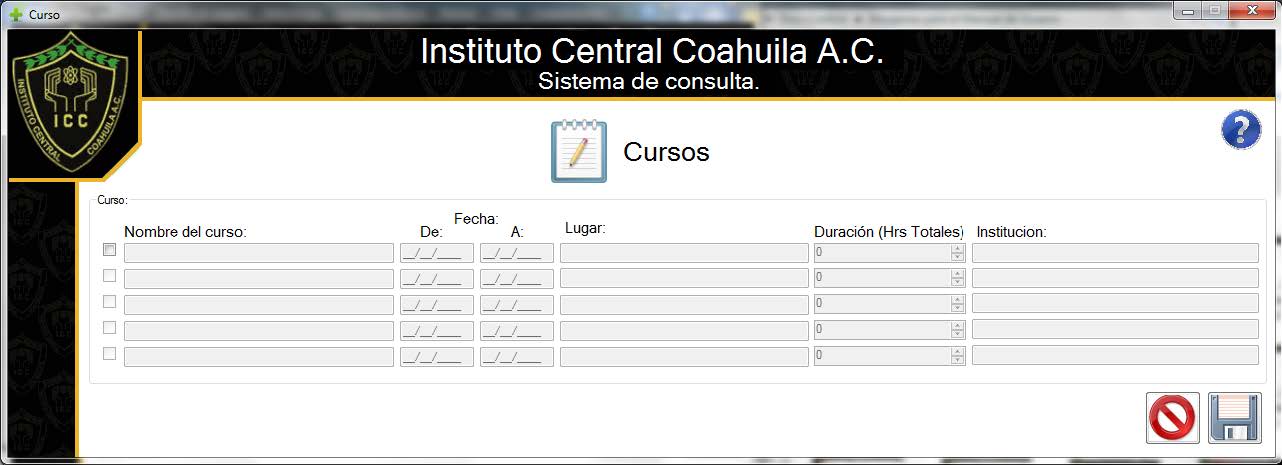 Curso
Instituto Central Coahuila A.C.
Sistema de consulta.
INSTITUTO CENTRAL COAHUILA A.C.
ICC
Cursos
Curso:
Nombre del curso: Fecha: De: A: Lugar: Duración (Hrs Totales) Institucion:
__/__/____ __/__/____ 0
__/__/____ __/__/____ 0
__/__/____ __/__/____ 0
__/__/____ __/__/____ 0
__/__/____ __/__/____ 0